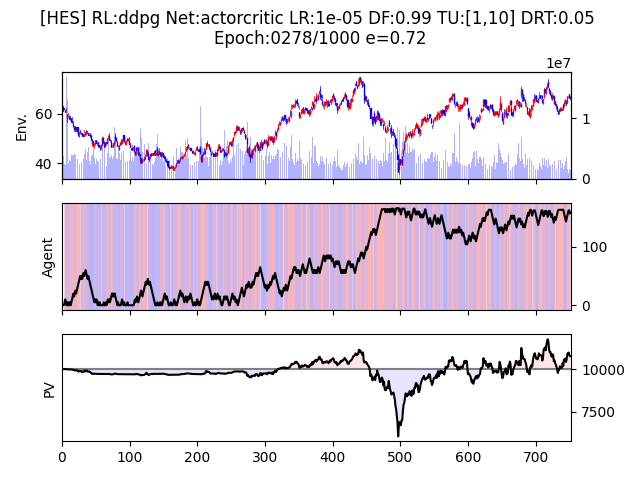 [HES] RL:ddpg Net:actorcritic LR:1e-05 DF:0.99 TU:[1,10] DRT:0.05
Epoch:0278/1000 e=0.72
1e7
Env.
60
40
1
0
Agent
100
0
PV
10000
7500
0 100 200 300 400 500 600 700